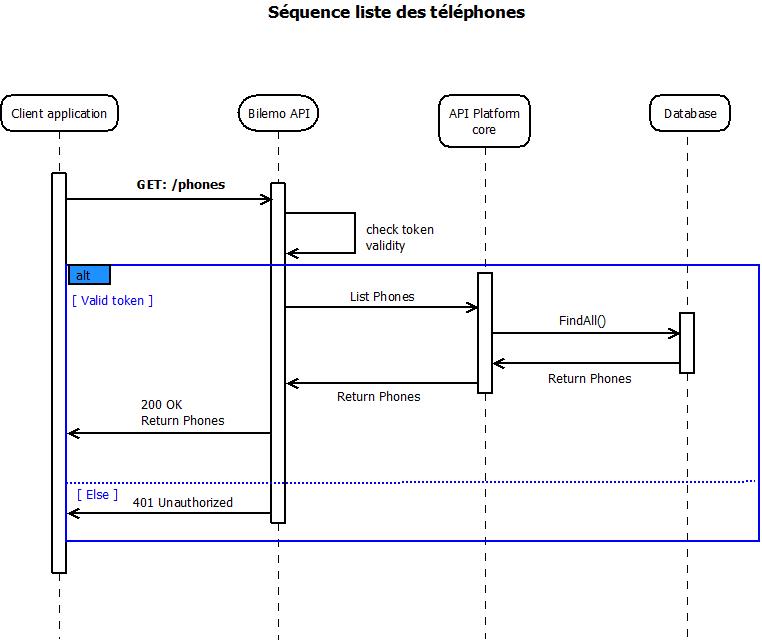 Séquence liste des téléphones
Client application
Bilemo API
API Platform
core
Database
GET: /phones
check token
validity
alt
[ Valid token ]
List Phones
FindAll()
Return Phones
Return Phones
200 OK
Return Phones
[ Else ]
401 Unauthorized